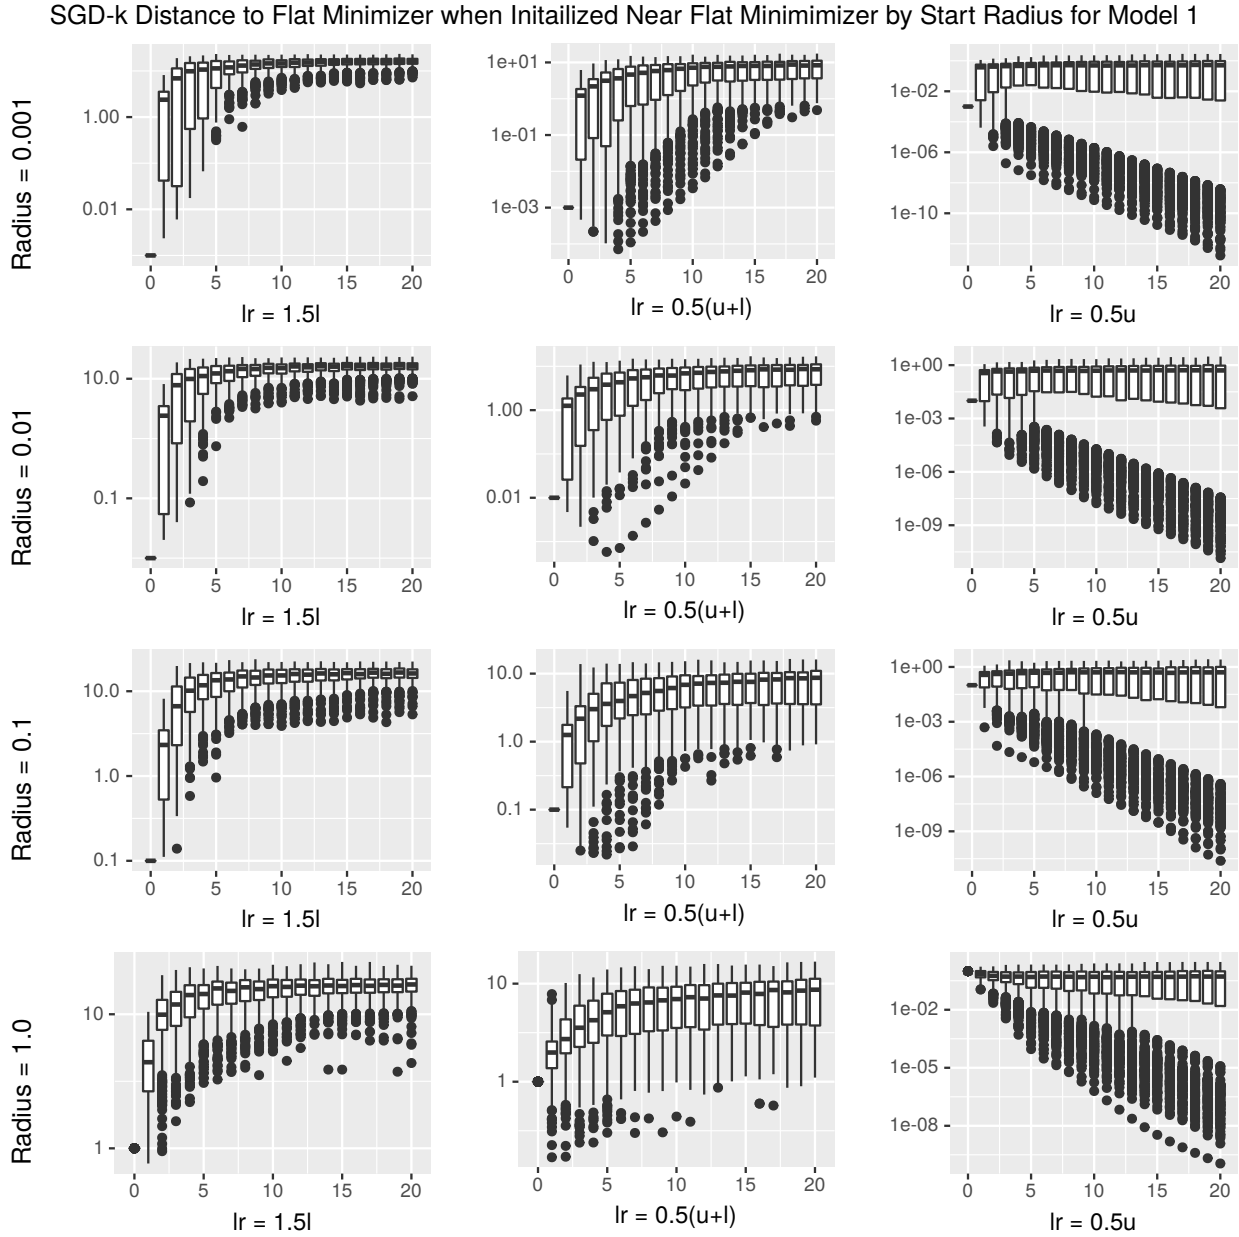 SGD-k Distance to Flat Minimizer when Initailized Near Flat Minimimizer by Start Radius for Model 1
Radius = 0.001
1.00
0.01
0 5 10 15 20
lr = 1.5l
1e+01
1e-01
1e-03
0 5 10 15 20
lr = 0.5(u+l)
1e-02
1e-06
1e-10
0 5 10 15 20
lr = 0.5u
Radius = 0.01
10.0
0.1
0 5 10 15 20
lr = 1.5l
1.00
0.01
0 5 10 15 20
lr = 0.5(u+l)
1e+00
1e-03
1e-06
1e-09
0 5 10 15 20
lr = 0.5u
Radius = 0.1
10.0
1.0
0.1
0 5 10 15 20
lr = 1.5l
10.0
1.0
0.1
0 5 10 15 20
lr = 0.5(u+l)
1e+00
1e-03
1e-06
1e-09
0 5 10 15 20
lr = 0.5u
Radius = 1.0
10
1
0 5 10 15 20
lr = 1.5l
10
1
0 5 10 15 20
lr = 0.5(u+l)
1e-02
1e-05
1e-08
0 5 10 15 20
lr = 0.5u